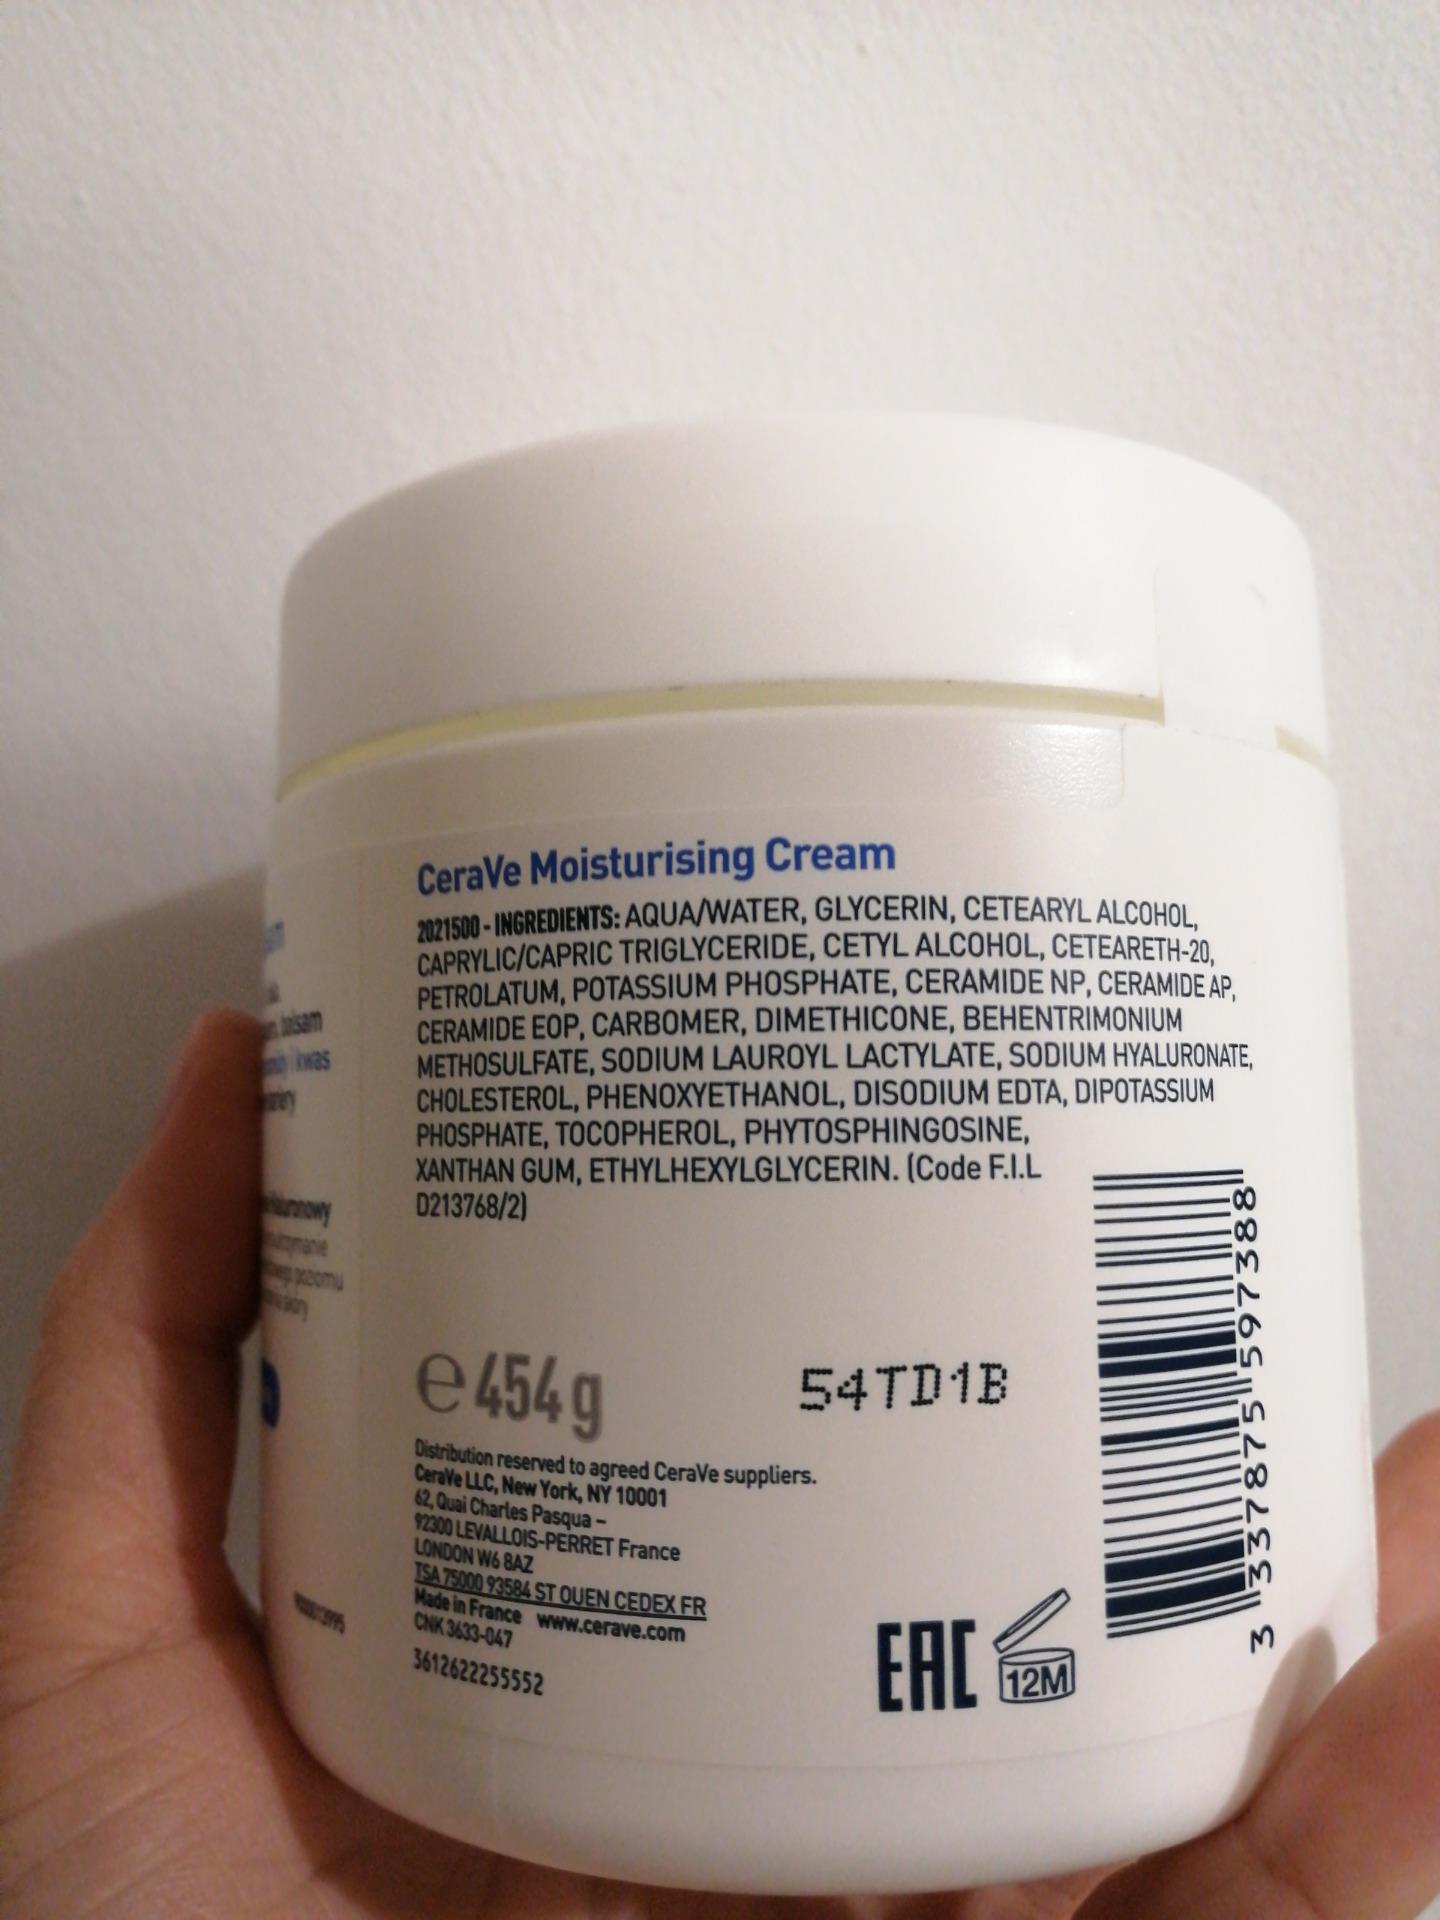 CeraVe Moisturising Cream
2021500 - INGREDIENTS: AQUA/WATER, GLYCERIN, CETEARYL ALCOHOL,
CAPRYLIC/CAPRIC TRIGLYCERIDE, CETYL ALCOHOL, CETEARETH-20,
PETROLATUM, POTASSIUM PHOSPHATE, CERAMIDE NP, CERAMIDE AP,
CERAMIDE EOP, CARBOMER, DIMETHICONE, BEHENTRIMONIUM
METHOSULFATE, SODIUM LAUROYL LACTYLATE, SODIUM HYALURONATE,
CHOLESTEROL, PHENOXYETHANOL, DISODIUM EDTA, DIPOTASSIUM
PHOSPHATE, TOCOPHEROL, PHYTOSPHINGOSINE,
XANTHAN GUM, ETHYLHEXYLGLYCERIN. (Code F.I.L
D213768/2)
e 454 g
54TD1B
Distribution reserved to agreed CeraVe suppliers.
CeraVe LLC, New York, NY 10001
62, Quai Charles Pasqua –
92300 LEVALLOIS-PERRET France
LONDON W6 8AZ
TSA 75000 93584 ST OUEN CEDEX FR
Made in France www.cerave.com
CNK 3633-047
3612622255552
EAC
12M
3 337875 597388
balsam
kwas
poziomu